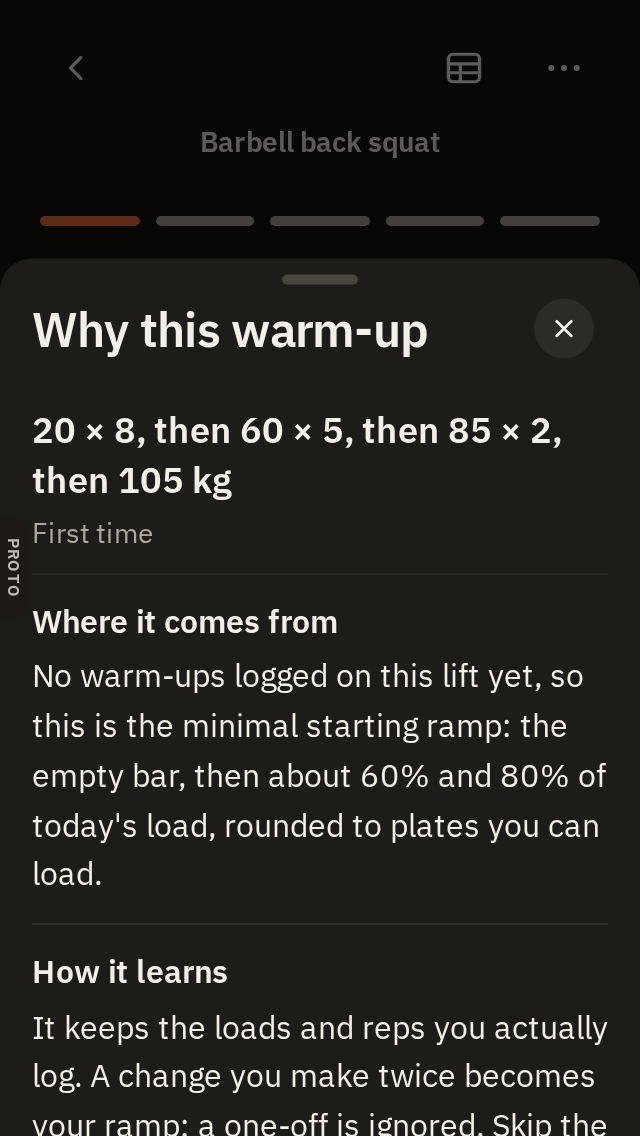 Barbell back squat
Why this warm-up
20 × 8, then 60 × 5, then 85 × 2,
then 105 kg
First time
PROTO
Where it comes from
No warm-ups logged on this lift yet, so
this is the minimal starting ramp: the
empty bar, then about 60% and 80% of
today's load, rounded to plates you can
load.
How it learns
It keeps the loads and reps you actually
log. A change you make twice becomes
your ramp; a one-off is ignored. Skip the